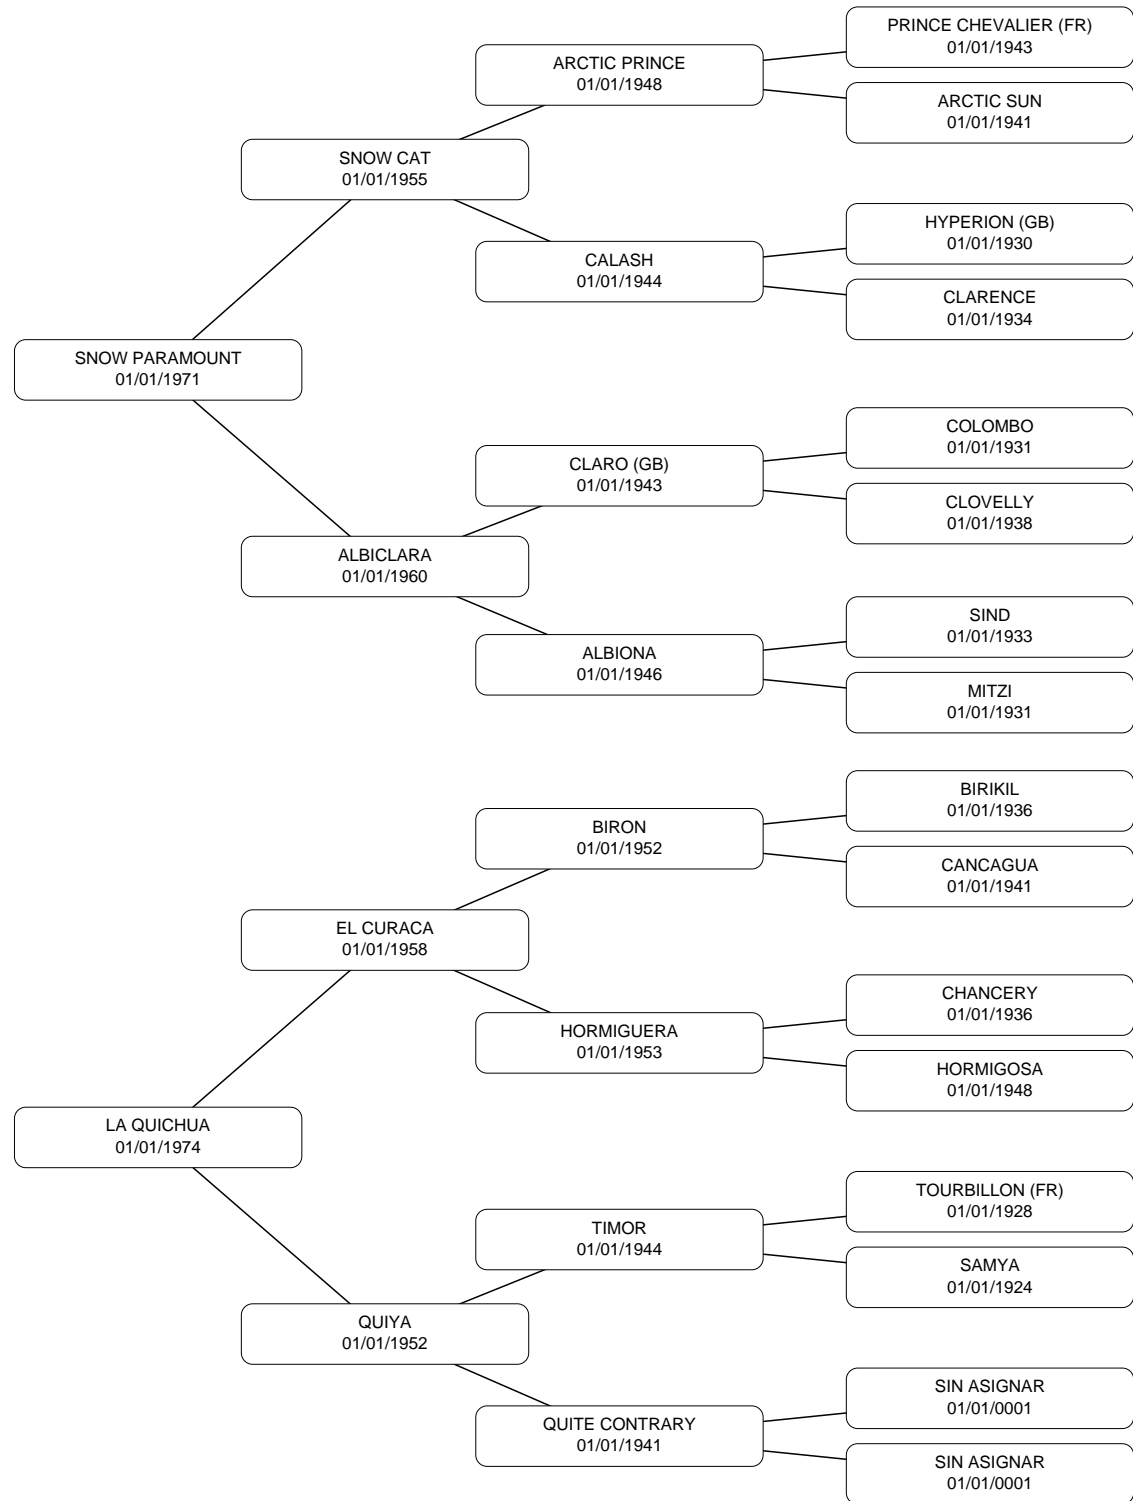 PRINCE CHEVALIER (FR)
01/01/1943
ARCTIC PRINCE
01/01/1948
ARCTIC SUN
01/01/1941
SNOW CAT
01/01/1955
HYPERION (GB)
01/01/1930
CALASH
01/01/1944
CLARENCE
01/01/1934
SNOW PARAMOUNT
01/01/1971
COLOMBO
01/01/1931
CLARO (GB)
01/01/1943
CLOVELLY
01/01/1938
ALBICLARA
01/01/1960
SIND
01/01/1933
ALBIONA
01/01/1946
MITZI
01/01/1931
BIRIKIL
01/01/1936
BIRON
01/01/1952
CANCAGUA
01/01/1941
EL CURACA
01/01/1958
CHANCERY
01/01/1936
HORMIGUERA
01/01/1953
HORMIGOSA
01/01/1948
LA QUICHUA
01/01/1974
TOURBILLON (FR)
01/01/1928
TIMOR
01/01/1944
SAMYA
01/01/1924
QUIYA
01/01/1952
SIN ASIGNAR
01/01/0001
QUITE CONTRARY
01/01/1941
SIN ASIGNAR
01/01/0001